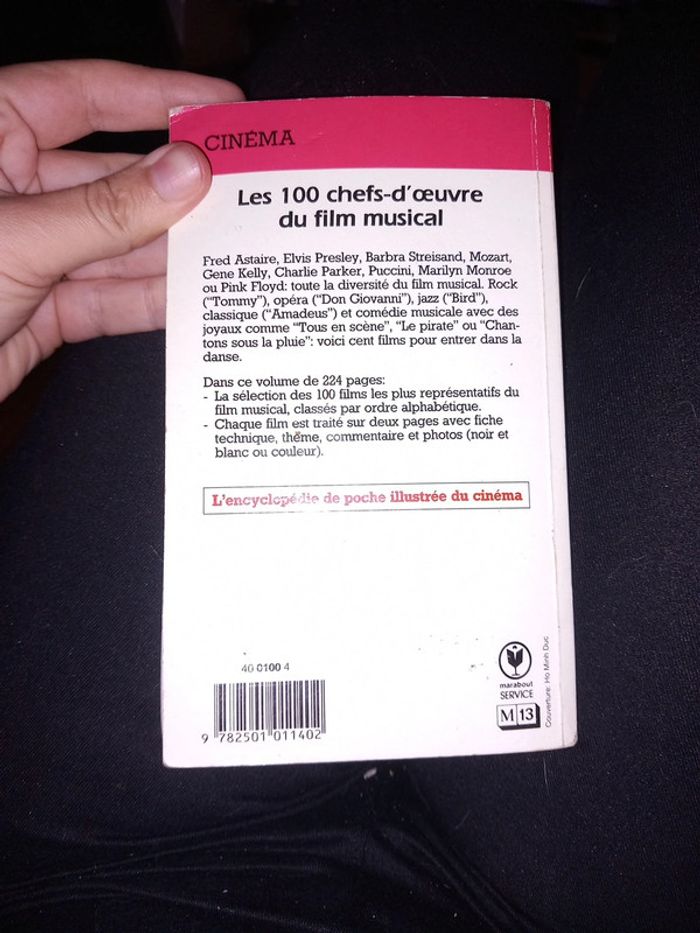 CINÉMA
Les 100 chefs-d'œuvre
du film musical
Fred Astaire, Elvis Presley, Barbra Streisand, Mozart,
Gene Kelly, Charlie Parker, Puccini, Marilyn Monroe
ou Pink Floyd: toute la diversité du film musical. Rock
("Tommy"), opéra ("Don Giovanni"), jazz ("Bird"),
classique ("Amadeus") et comédie musicale avec des
joyaux comme "Tous en scène", "Le pirate" ou "Chan-
tons sous la pluie": voici cent films pour entrer dans la
danse.
Dans ce volume de 224 pages:
- La sélection des 100 films les plus représentatifs du
film musical, classés par ordre alphabétique.
- Chaque film est traité sur deux pages avec fiche
technique, thème, commentaire et photos (noir et
blanc ou couleur).
L'encyclopédie de poche illustrée du cinéma
40 0100 4
9 782501 011402
marabout
SERVICE
M 13
Couverture: Ho Minh Duc